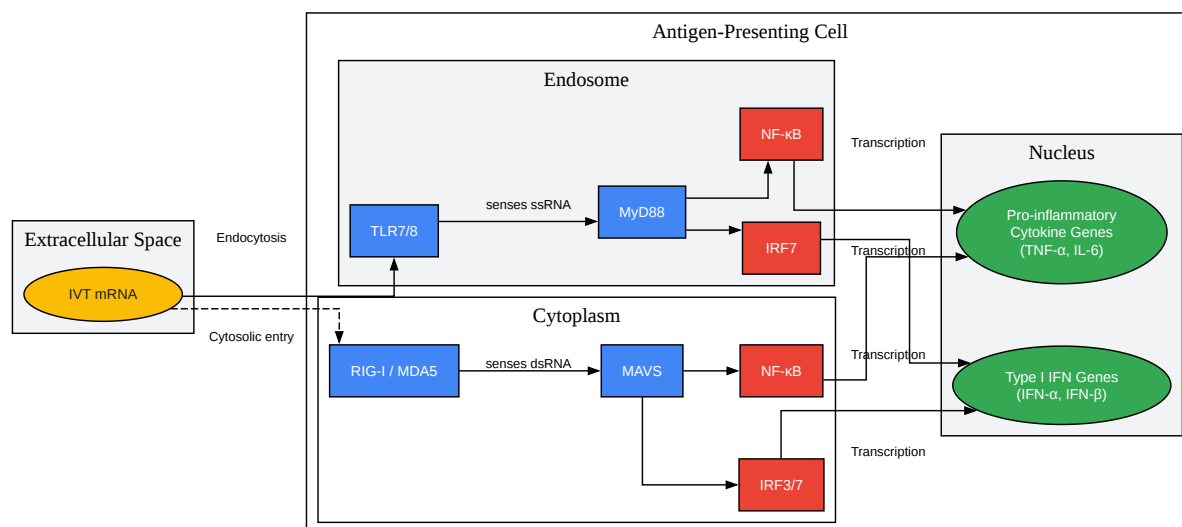 Antigen-Presenting Cell
Endosome
NF-κB
Transcription
Nucleus
Extracellular Space
Endocytosis
TLR7/8
senses ssRNA
MyD88
IRF7
Transcription
Pro-inflammatory
Cytokine Genes
(TNF-α, IL-6)
IVT mRNA
Cytosolic entry
Cytoplasm
RIG-I / MDA5
senses dsRNA
MAVS
NF-κB
Transcription
Type I IFN Genes
(IFN-α, IFN-β)
IRF3/7
Transcription